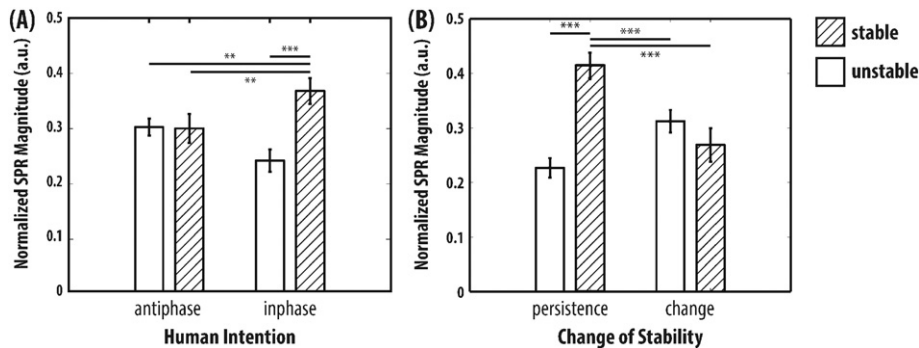 (A)
Normalized SPR Magnitude (a.u.)
0.5
0.4
0.3
0.2
0.1
0
**
***
**
antiphase
inphase
Human Intention
(B)
Normalized SPR Magnitude (a.u.)
0.5
0.4
0.3
0.2
0.1
0
***
***
***
persistence
change
Change of Stability
stable
unstable